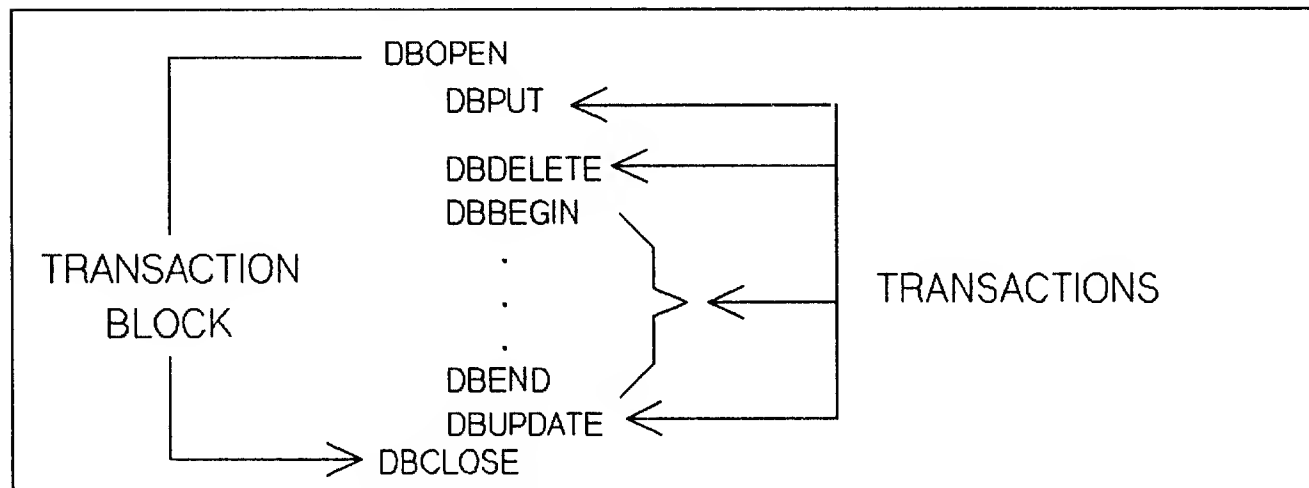 DBOPEN
DBPUT
DBDELETE
DBBEGIN
TRANSACTION
BLOCK
.
.
.
TRANSACTIONS
DBEND
DBUPDATE
DBCLOSE